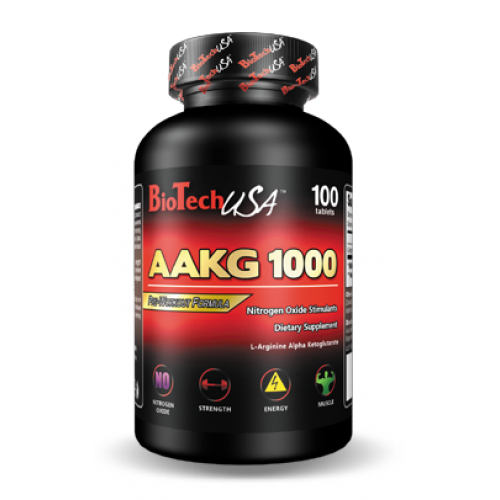 BioTechUSA
BioTechUSA™
100
tablets
AAKG 1000
Pre-Workout Formula
Nitrogen Oxide Stimulants
Dietary Supplement
L-Arginine Alpha Ketoglutarate
NO
NITROGEN
OXIDE
STRENGTH
ENERGY
MUSCLE